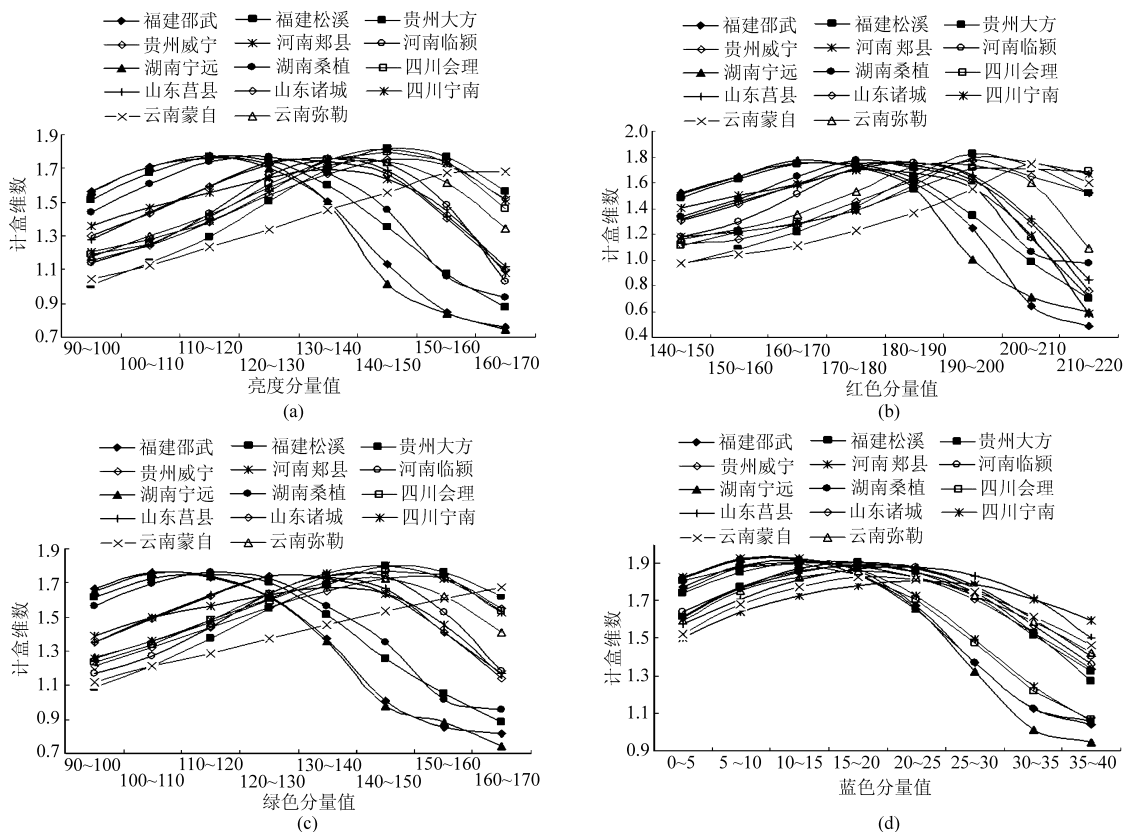 福建邵武 福建松溪 贵州大方
贵州威宁 河南郏县 河南临颍
湖南宁远 湖南桑植 四川会理
山东莒县 山东诸城 四川宁南
云南蒙自 云南弥勒
1.9
1.7
1.5
1.3
1.1
0.9
0.7
计盒维数
90~100 110~120 130~140 150~160
100~110 120~130 140~150 160~170
亮度分量值
(a)
福建邵武 福建松溪 贵州大方
贵州威宁 河南郏县 河南临颍
湖南宁远 湖南桑植 四川会理
山东莒县 山东诸城 四川宁南
云南蒙自 云南弥勒
2.0
1.8
1.6
1.4
1.2
1.0
0.8
0.6
0.4
计盒维数
140~150 160~170 180~190 200~210
150~160 170~180 190~200 210~220
红色分量值
(b)
福建邵武 福建松溪 贵州大方
贵州威宁 河南郏县 河南临颍
湖南宁远 湖南桑植 四川会理
山东莒县 山东诸城 四川宁南
云南蒙自 云南弥勒
1.9
1.7
1.5
1.3
1.1
0.9
0.7
计盒维数
90~100 110~120 130~140 150~160
100~110 120~130 140~150 160~170
绿色分量值
(c)
福建邵武 福建松溪 贵州大方
贵州威宁 河南郏县 河南临颍
湖南宁远 湖南桑植 四川会理
山东莒县 山东诸城 四川宁南
云南蒙自 云南弥勒
1.9
1.7
1.5
1.3
1.1
0.9
计盒维数
0~5 5~10 10~15 15~20 20~25 25~30 30~35 35~40
蓝色分量值
(d)